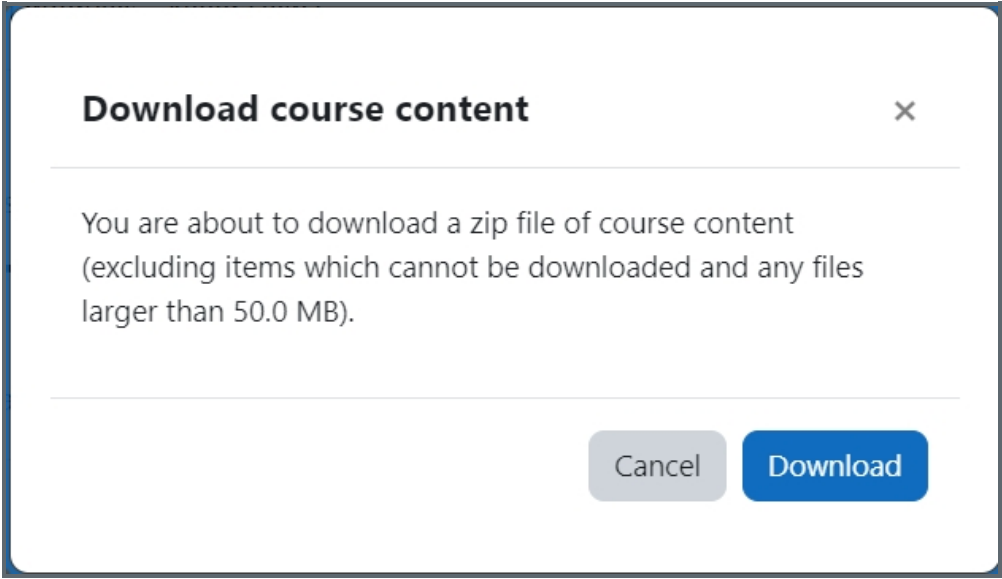 Download course content
×
You are about to download a zip file of course content
(excluding items which cannot be downloaded and any files
larger than 50.0 MB).
Cancel Download